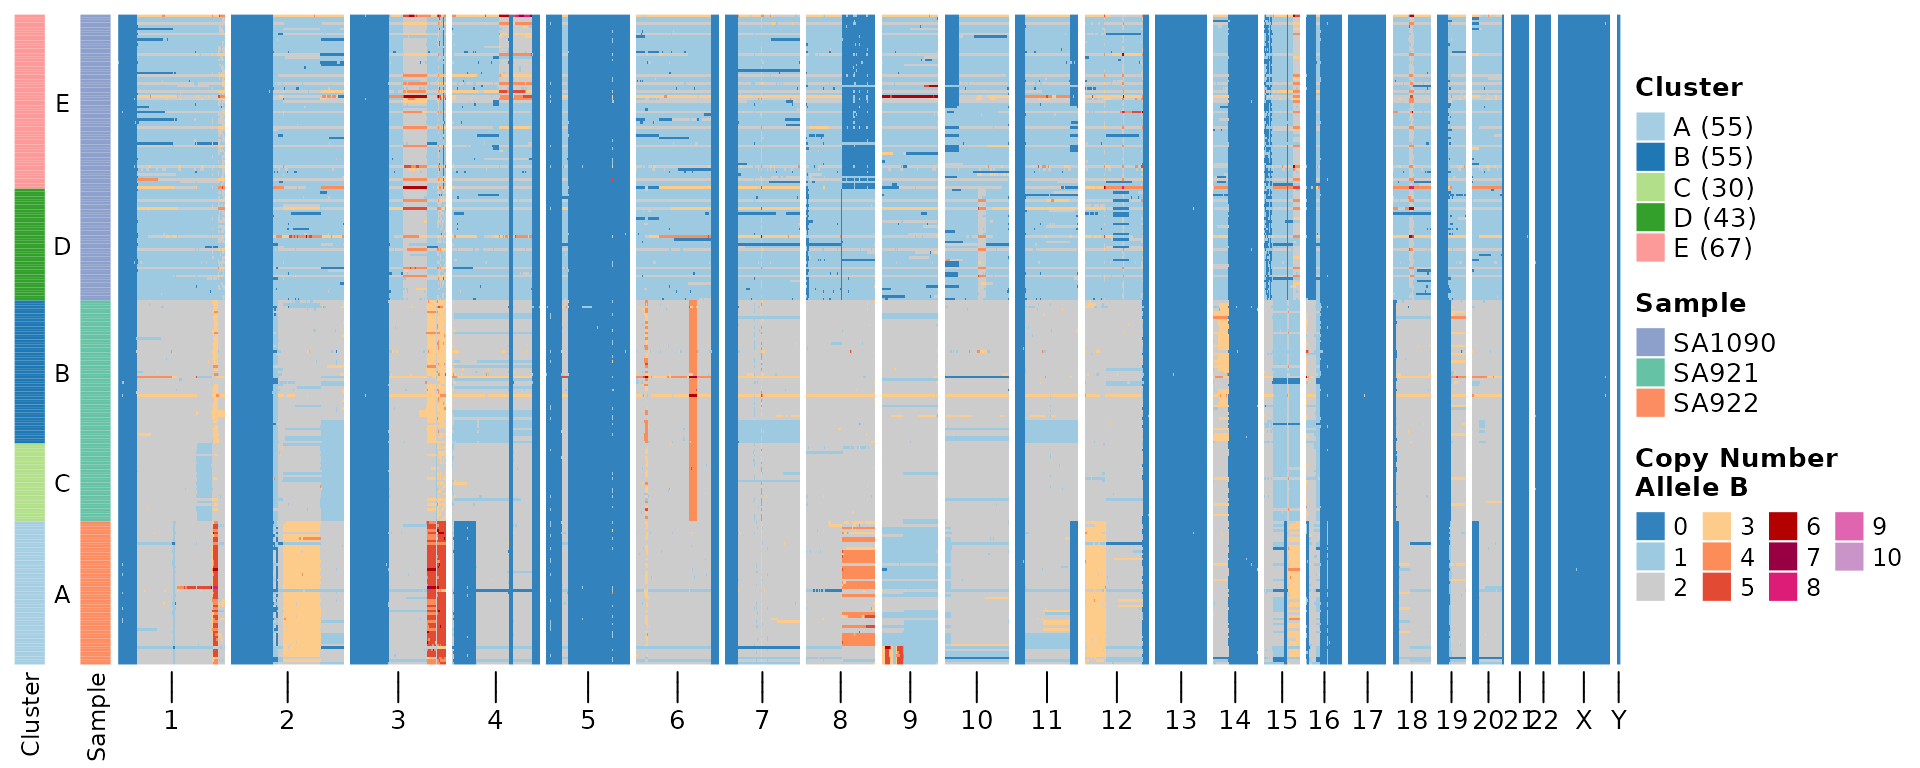 E
D
B
C
A
Cluster
Sample
1
2
3
4
5
6
7
8
9
10
11
12
13
14
15
16
17
18
19
20
21
22
X
Y
Cluster
A (55)
B (55)
C (30)
D (43)
E (67)
Sample
SA1090
SA921
SA922
Copy Number
Allele B
0 3 6 9
1 4 7 10
2 5 8